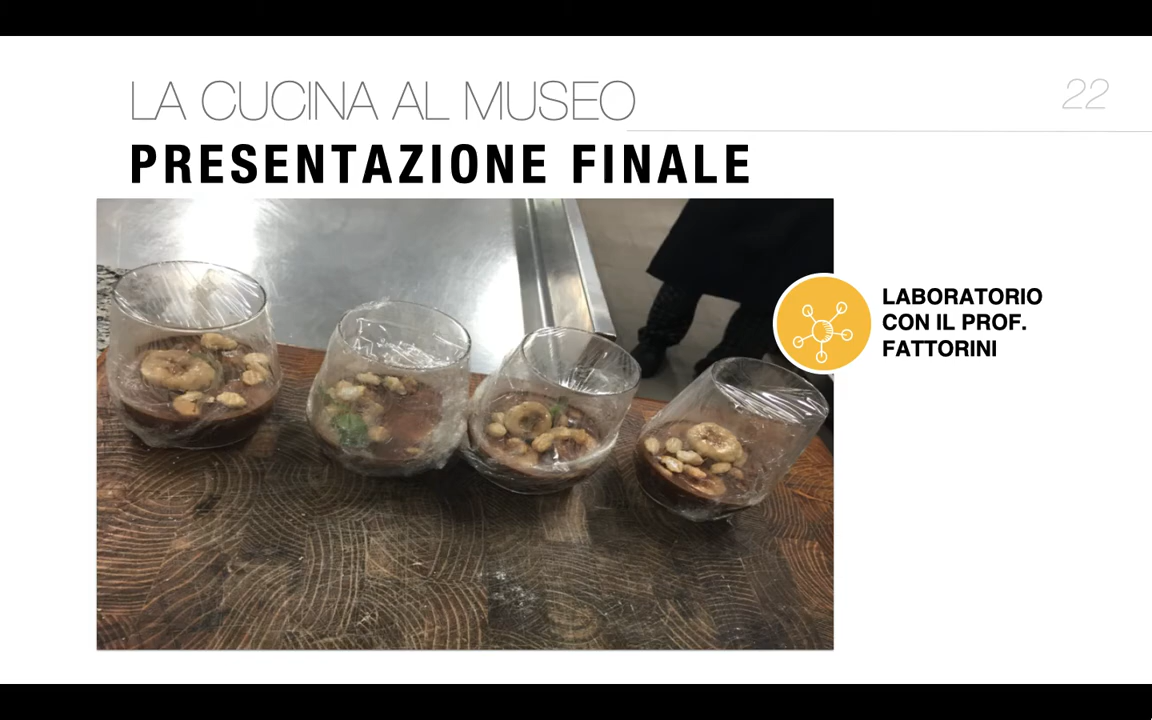 LA CUCINA AL MUSEO
22
PRESENTAZIONE FINALE
LABORATORIO
CON IL PROF.
FATTORINI